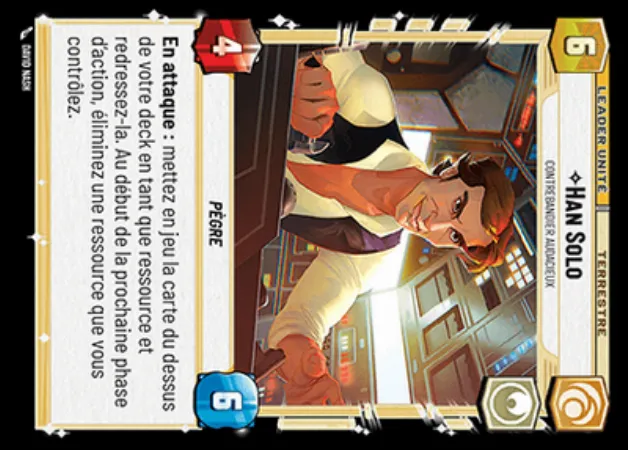 6
LEADER UNITÉ
TERRESTRE
HAN SOLO
CONTREBANDIER AUDACIEUX
4
PÈGRE
6
En attaque : mettez en jeu la carte du dessus
de votre deck en tant que ressource et
redressez-la. Au début de la prochaine phase
d'action, éliminez une ressource que vous
contrôlez.
DAVID NASH